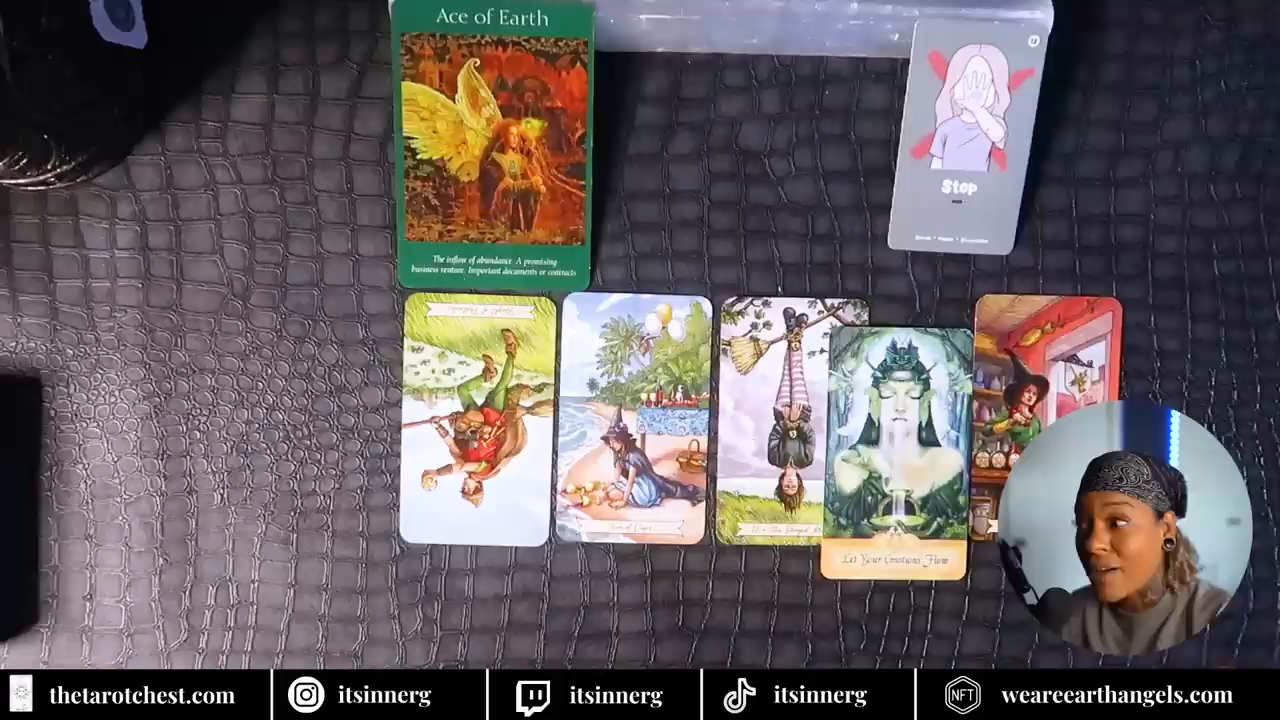 Ace of Earth
The inflow of abundance. A promising
business venture. Important documents or contracts
Stop
Let Your Emotions Flow
thetarotchest.com
itsinnerg
itsinnerg
itsinnerg
NFT
weareearthangels.com